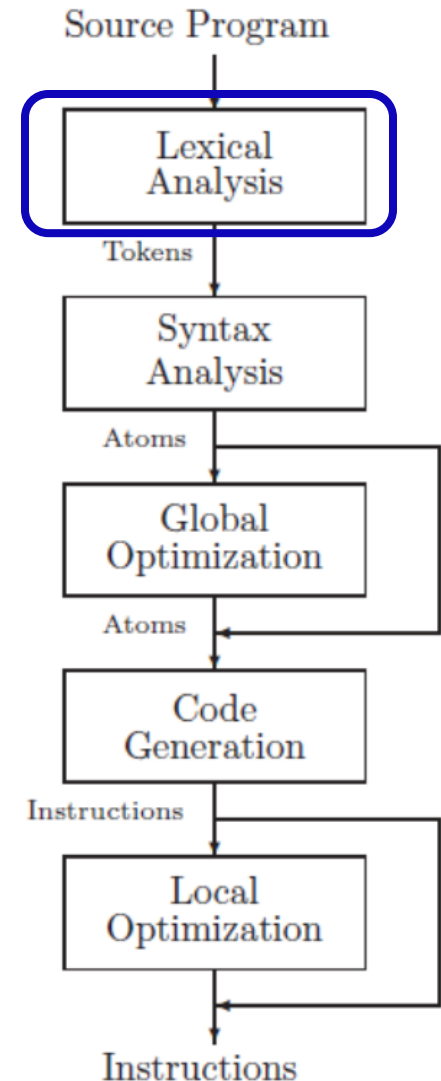 Source Program
Lexical
Analysis
Tokens
Syntax
Analysis
Atoms
Global
Optimization
Atoms
Code
Generation
Instructions
Local
Optimization
Instructions